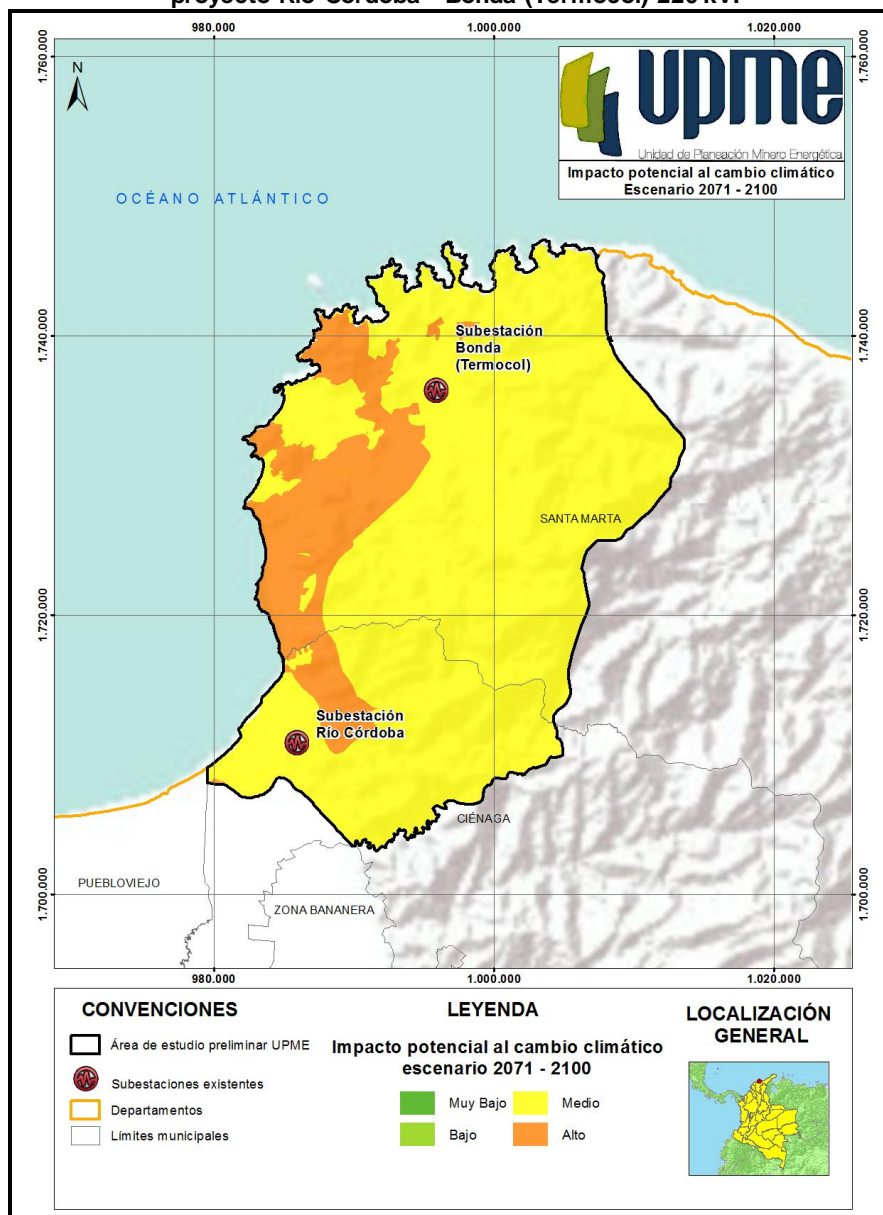 proyecto Río Córdoba – Bonda (Termocol) 220 kV.
980.000
1.000.000
1.020.000
1.760.000
1.760.000
N
upme
Unidad de Planeación Minero Energética
Impacto potencial al cambio climático
Escenario 2071 - 2100
OCÉANO ATLÁNTICO
1.740.000
1.740.000
Subestación
Bonda
(Termocol)
SANTA MARTA
1.720.000
1.720.000
Subestación
Río Córdoba
CIÉNAGA
PUEBLOVIEJO
ZONA BANANERA
1.700.000
1.700.000
980.000
1.000.000
1.020.000
CONVENCIONES
Área de estudio preliminar UPME
Subestaciones existentes
Departamentos
Límites municipales
LEYENDA
Impacto potencial al cambio climático
escenario 2071 - 2100
Muy Bajo
Medio
Bajo
Alto
LOCALIZACIÓN
GENERAL